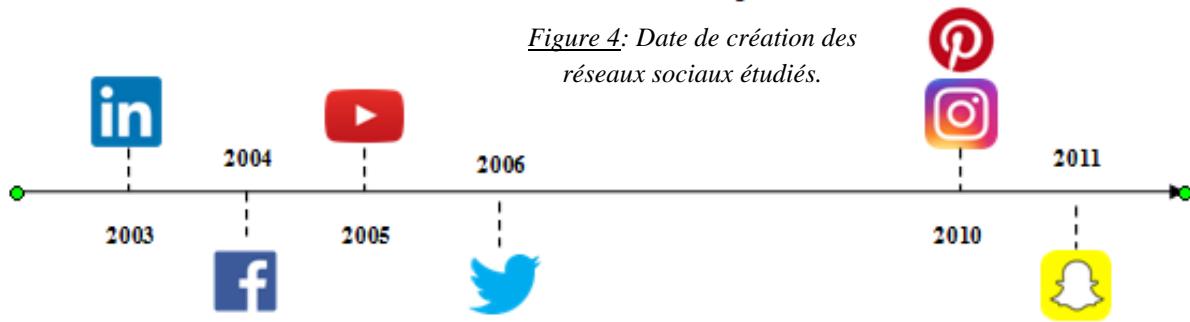 Figure 4: Date de création des
réseaux sociaux étudiés.
in
2004
2006
2011
2003
2005
2010
f